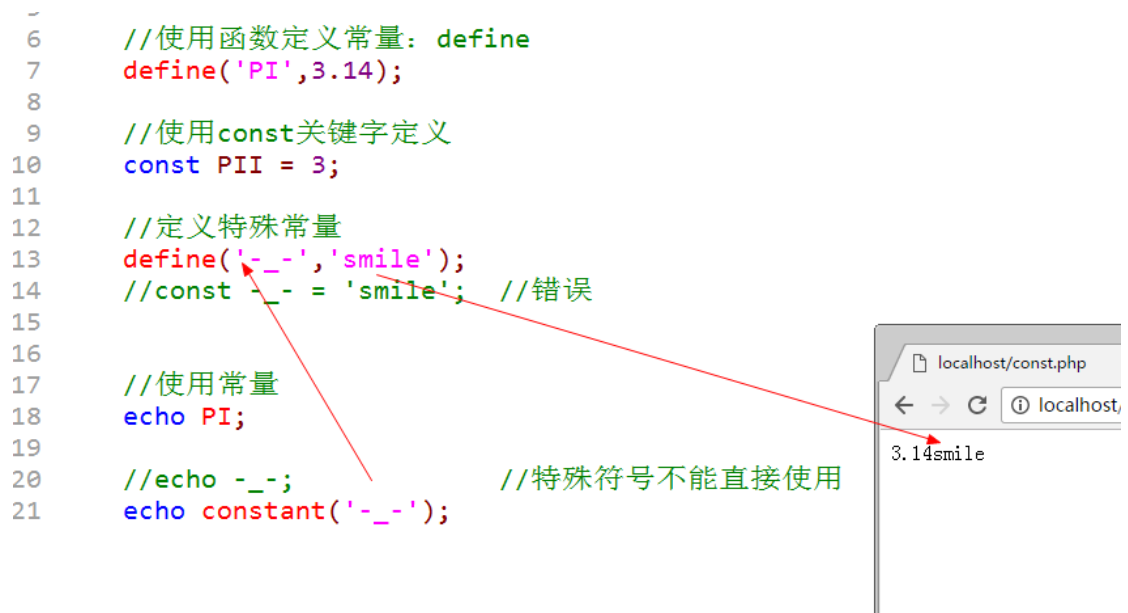 6 //使用函数定义常量：define
7 define('PI',3.14);
8
9 //使用const关键字定义
10 const PII = 3;
11
12 //定义特殊常量
13 define('-_-','smile');
14 //const -_- = 'smile'; //错误
15
16
17 //使用常量
18 echo PI;
19
20 //echo -_-; //特殊符号不能直接使用
21 echo constant('-_-');
localhost/const.php
localhost/
3.14smile